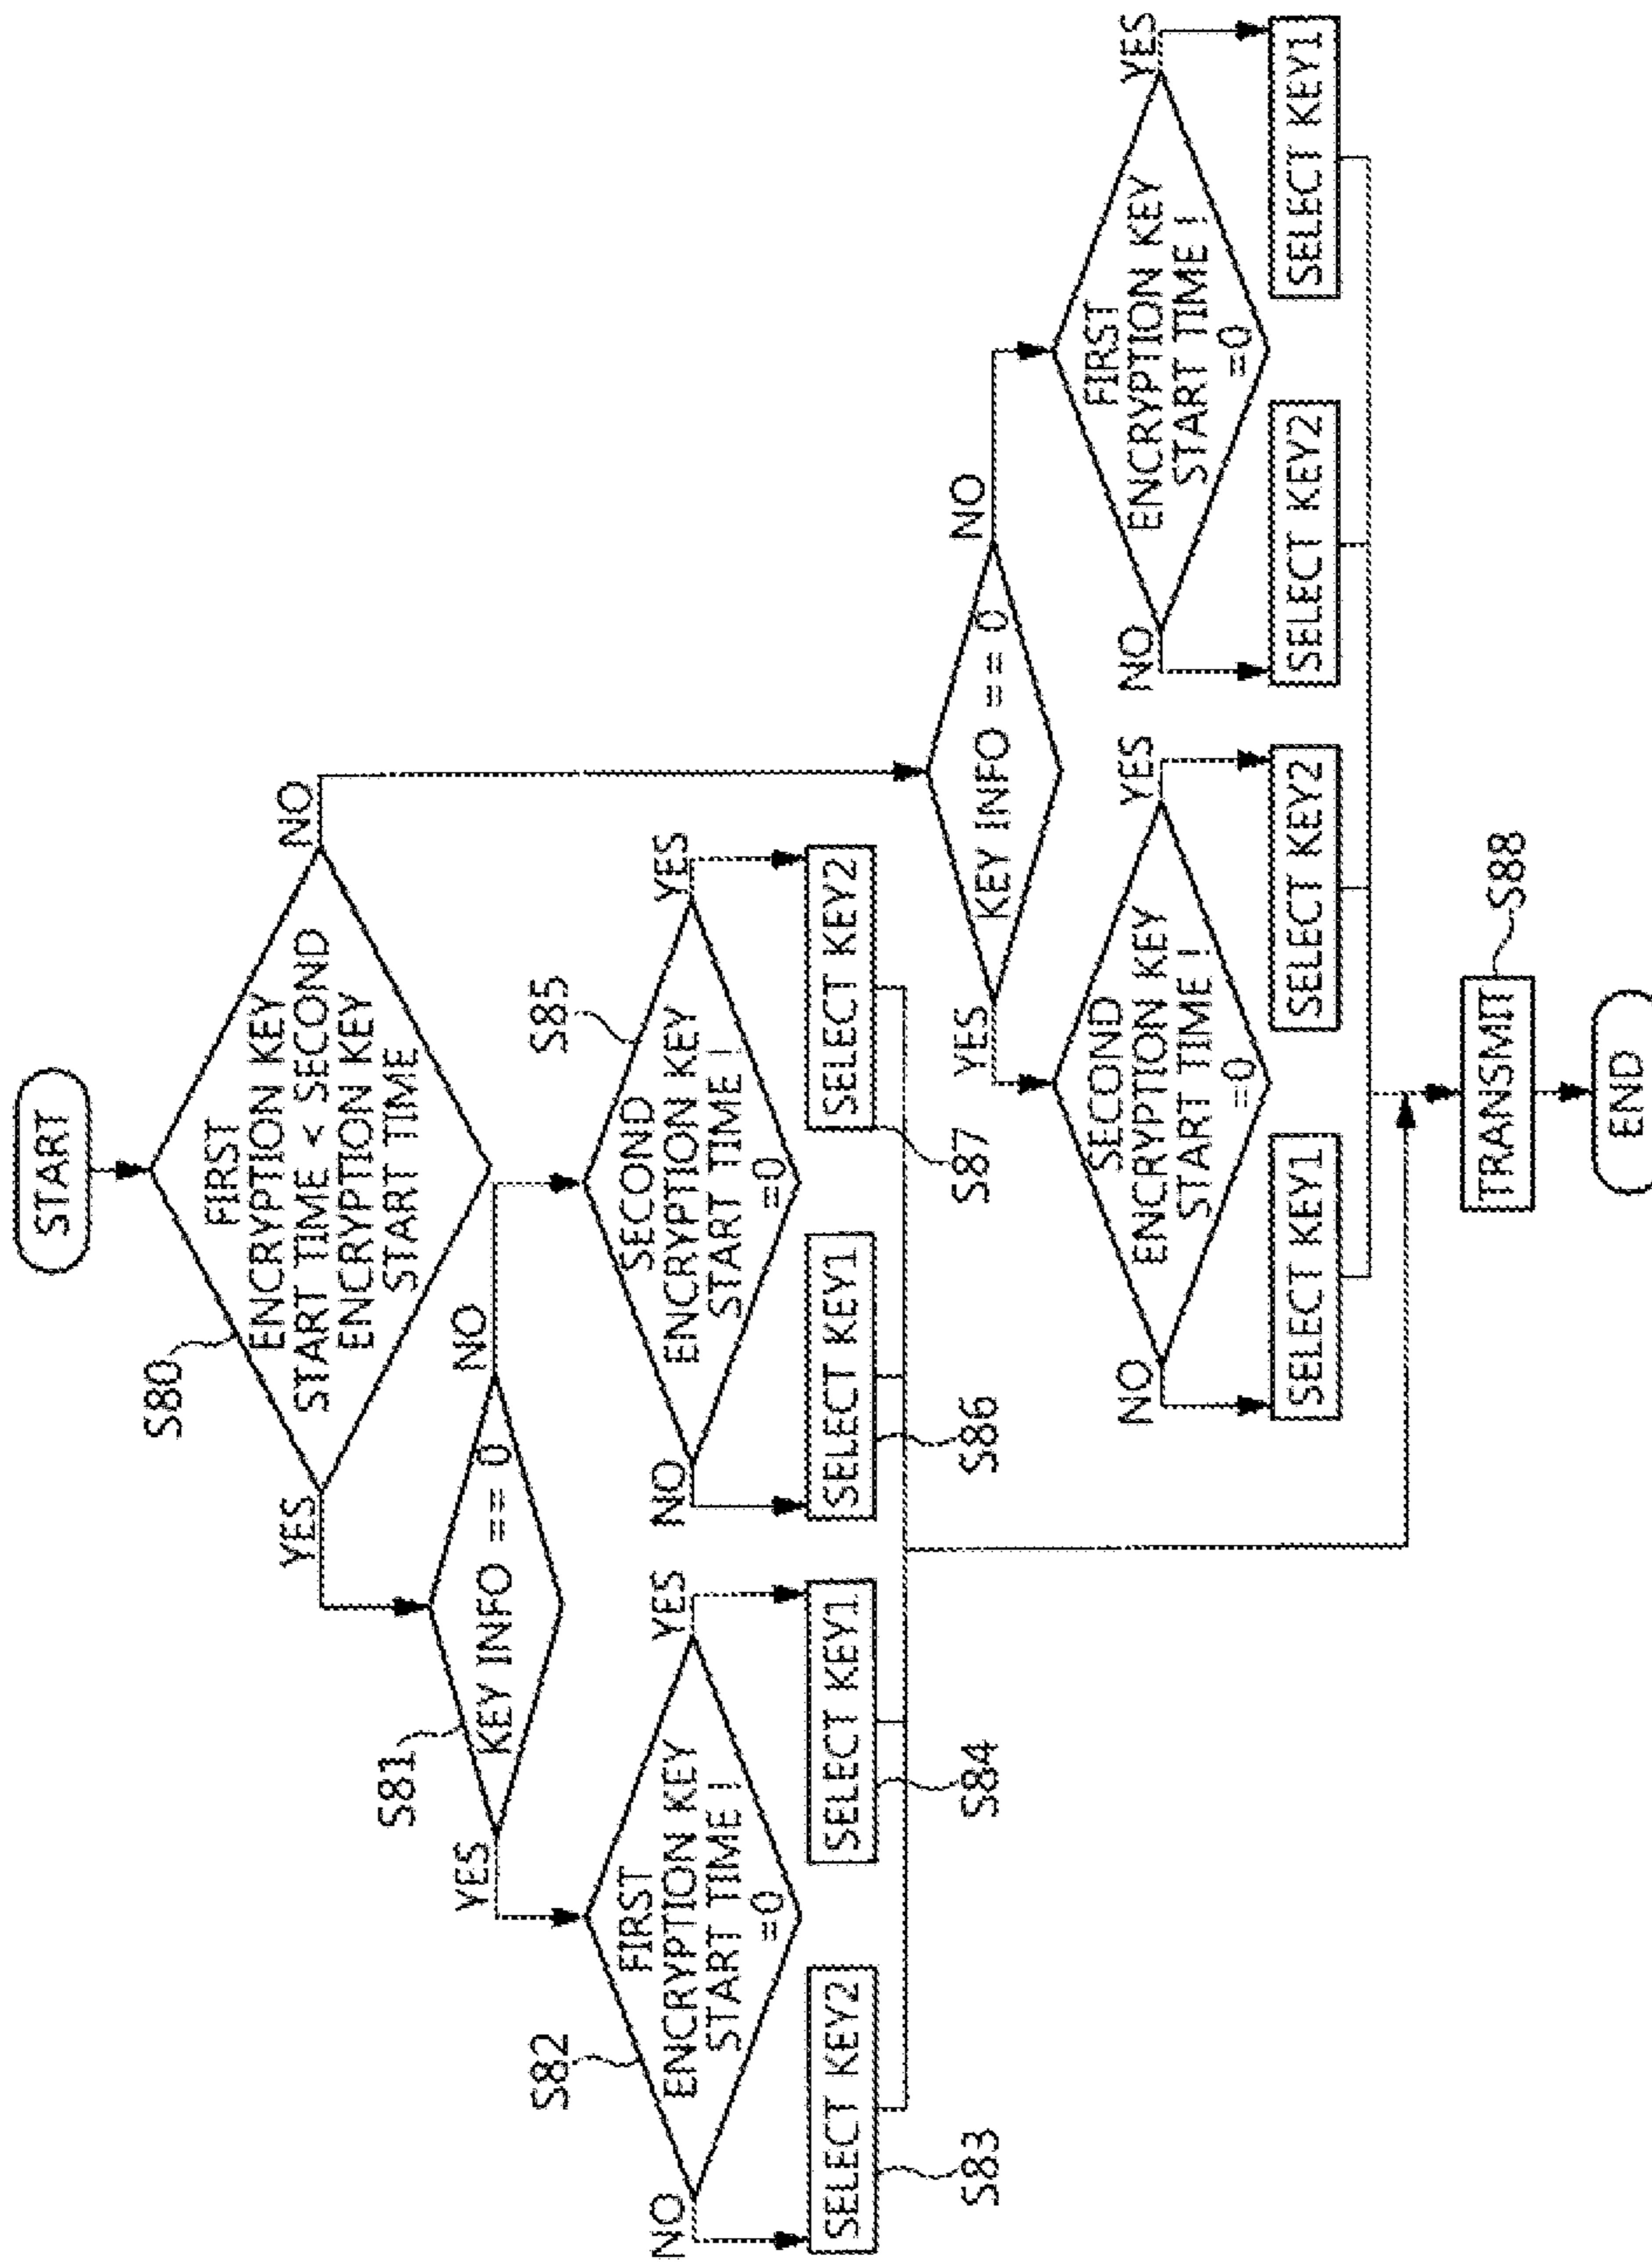 START
S80
FIRST
ENCRYPTION KEY
START TIME < SECOND
ENCRYPTION KEY
START TIME
YES
NO
S81
KEY INFO == 0
YES
NO
S82
FIRST
ENCRYPTION KEY
START TIME !
=0
NO
YES
S85
SECOND
ENCRYPTION KEY
START TIME !
=0
NO
YES
SELECT KEY2
SELECT KEY1
SELECT KEY1
SELECT KEY2
S83
S84
S86
S87
KEY INFO == 0
YES
NO
SECOND
ENCRYPTION KEY
START TIME !
=0
NO
YES
FIRST
ENCRYPTION KEY
START TIME !
=0
NO
YES
SELECT KEY1
SELECT KEY2
SELECT KEY2
SELECT KEY1
TRANSMIT
S88
END